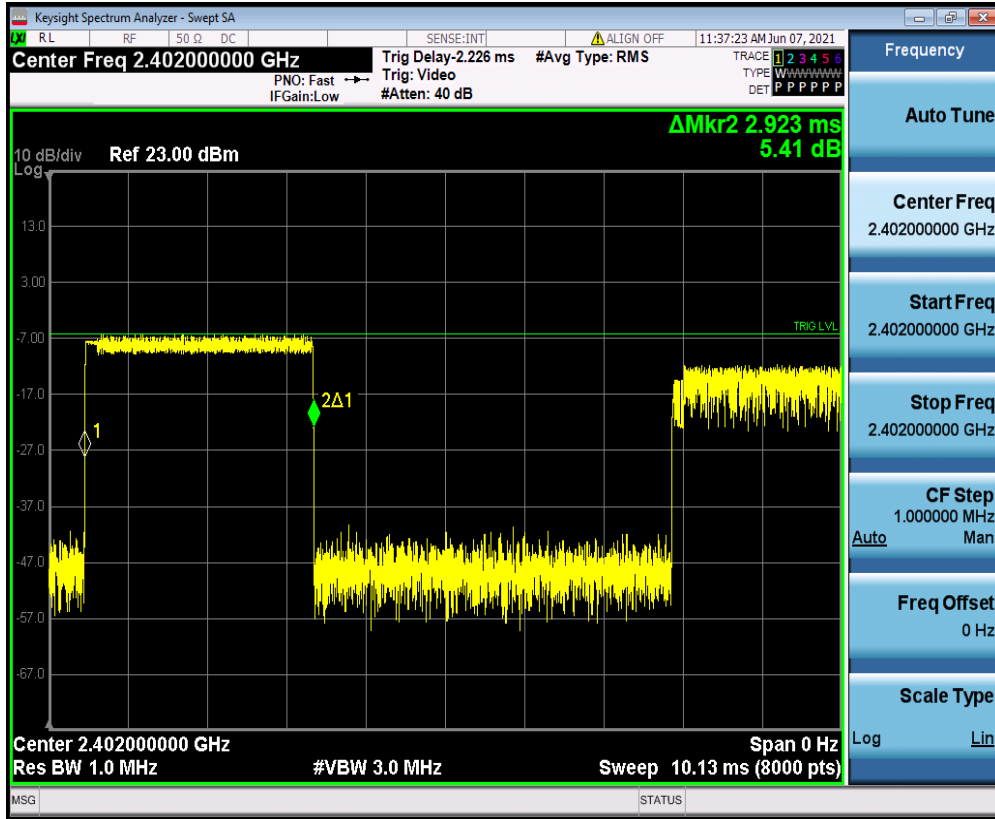 Keysight Spectrum Analyzer - Swept SA
LXI RL RF 50 Ω DC SENSE:INT ALIGN OFF 11:37:23 AM Jun 07, 2021
Center Freq 2.402000000 GHz
PNO: Fast
IFGain:Low
Trig Delay-2.226 ms
Trig: Video
#Atten: 40 dB
#Avg Type: RMS
TRACE 1 2 3 4 5 6
TYPE WWWWWW
DET P P P P P P
ΔMkr2 2.923 ms
5.41 dB
10 dB/div Ref 23.00 dBm
Log
13.0
3.00
-7.00
TRIG LVL
-17.0
2Δ1
1
-27.0
-37.0
-47.0
-57.0
-67.0
Center 2.402000000 GHz Span 0 Hz
Res BW 1.0 MHz #VBW 3.0 MHz Sweep 10.13 ms (8000 pts)
MSG STATUS
Frequency
Auto Tune
Center Freq
2.402000000 GHz
Start Freq
2.402000000 GHz
Stop Freq
2.402000000 GHz
CF Step
1.000000 MHz
Auto Man
Freq Offset
0 Hz
Scale Type
Log Lin